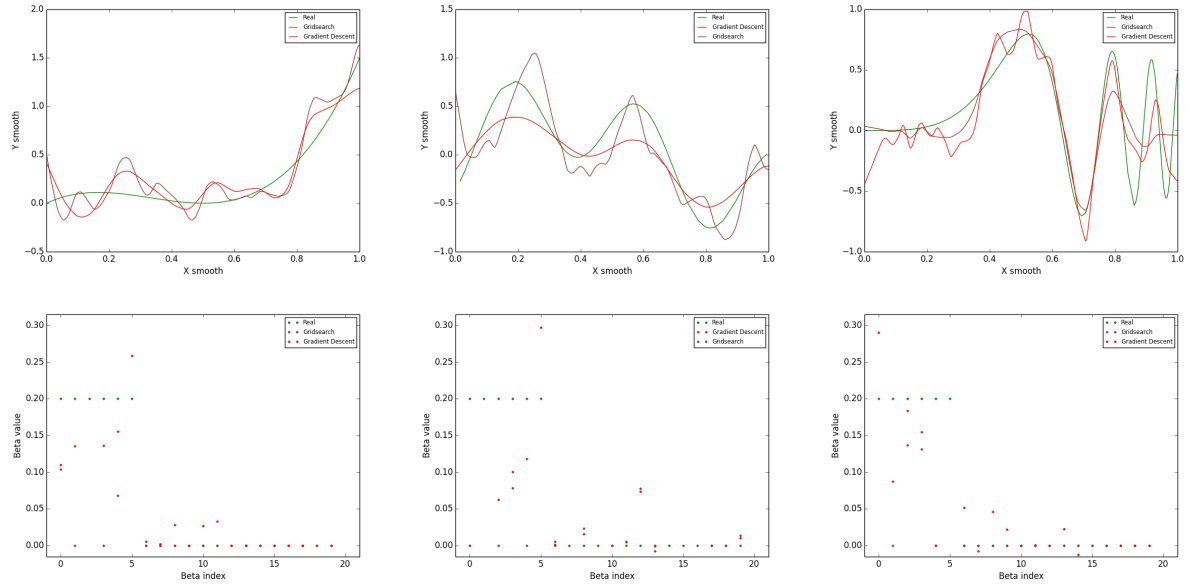 2.0
1.5
1.0
0.5
0.0
−0.5
Y smooth
0.0 0.2 0.4 0.6 0.8 1.0
X smooth
Real
Gridsearch
Gradient Descent
1.0
0.5
0.0
−0.5
−1.0
Y smooth
0.0 0.2 0.4 0.6 0.8 1.0
X smooth
Real
Gradient Descent
Gridsearch
1.0
0.5
0.0
−0.5
−1.0
Y smooth
0.0 0.2 0.4 0.6 0.8 1.0
X smooth
Real
Gridsearch
Gradient Descent
0.30
0.25
0.20
0.15
0.10
0.05
0.00
Beta value
0 5 10 15 20
Beta index
Real
Gridsearch
Gradient Descent
0.30
0.25
0.20
0.15
0.10
0.05
0.00
Beta value
0 5 10 15 20
Beta index
Real
Gradient Descent
Gridsearch
0.30
0.25
0.20
0.15
0.10
0.05
0.00
Beta value
0 5 10 15 20
Beta index
Real
Gridsearch
Gradient Descent